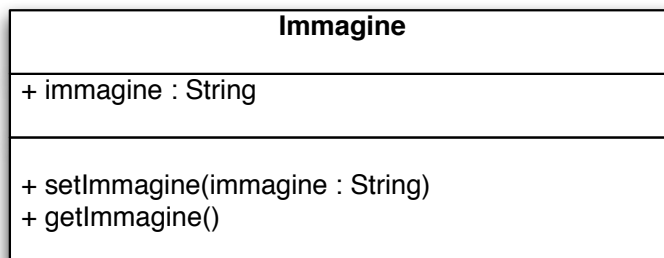 Immagine
+ immagine : String
+ setImmagine(immagine : String)
+ getImmagine()